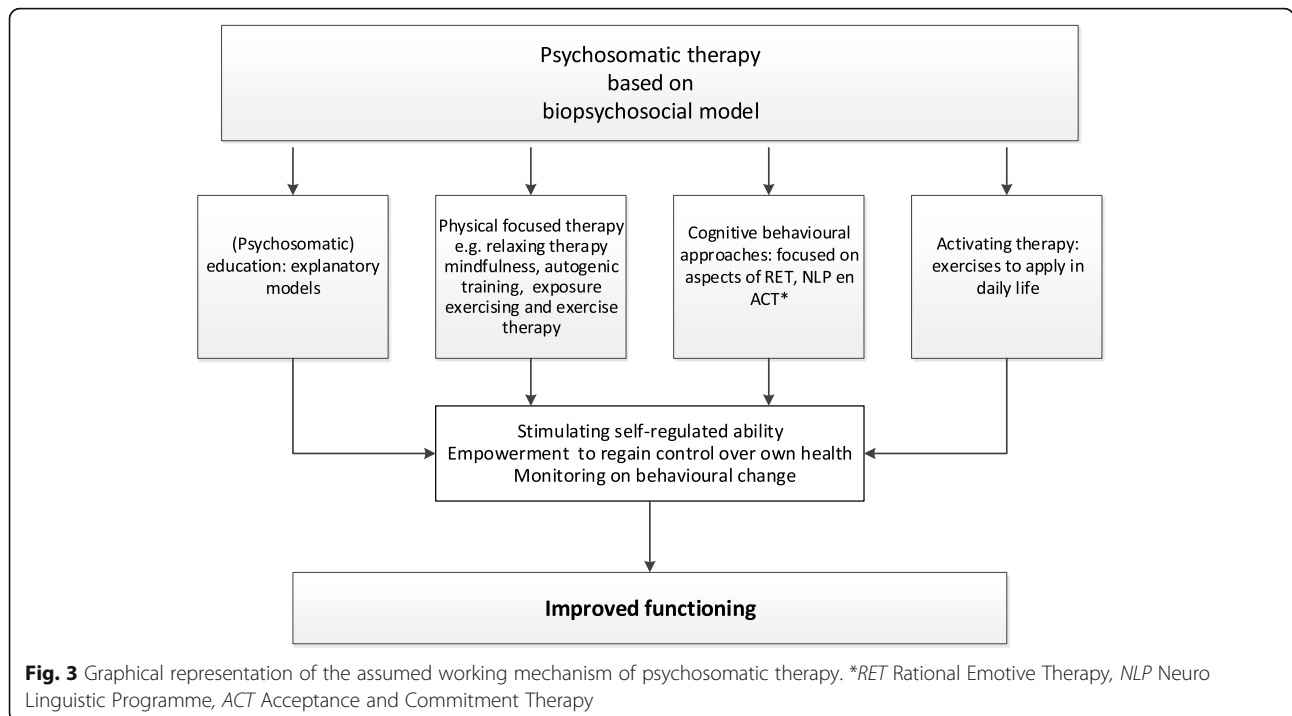 Psychosomatic therapy
based on
biopsychosocial model
(Psychosomatic)
education: explanatory
models
Physical focused therapy
e.g. relaxing therapy
mindfulness, autogenic
training, exposure
exercising and exercise
therapy
Cognitive behavioural
approaches: focused on
aspects of RET, NLP en
ACT*
Activating therapy:
exercises to apply in
daily life
Stimulating self-regulated ability
Empowerment to regain control over own health
Monitoring on behavioural change
Improved functioning
Fig. 3 Graphical representation of the assumed working mechanism of psychosomatic therapy. *RET Rational Emotive Therapy, NLP Neuro
Linguistic Programme, ACT Acceptance and Commitment Therapy